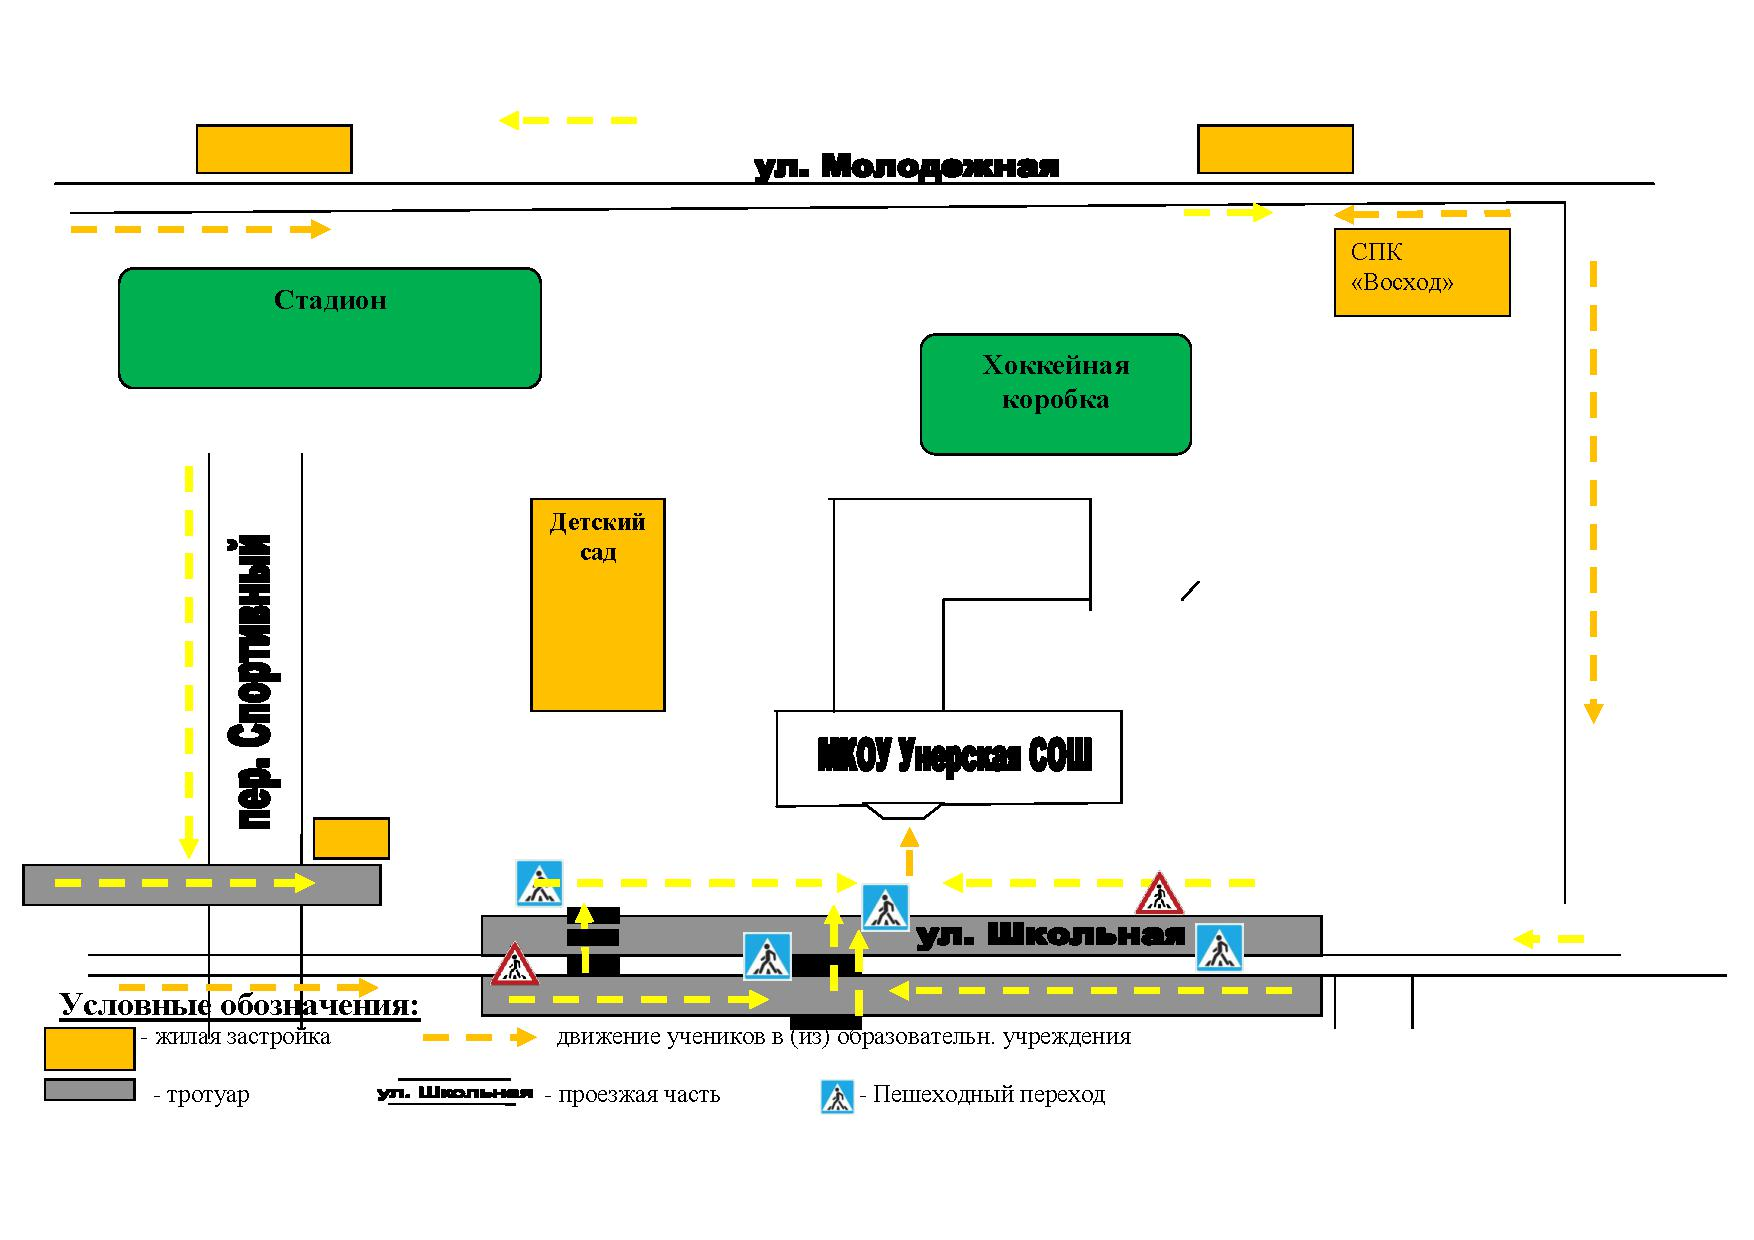 ул. Молодежная
СПК
«Восход»
Стадион
Хоккейная
коробка
Детский
сад
пер. Спортивный
МКОУ Унерская СОШ
ул. Школьная
Условные обозначения:
- жилая застройка
движение учеников в (из) образовательн. учреждения
- тротуар
ул. Школьная
- проезжая часть
- Пешеходный переход